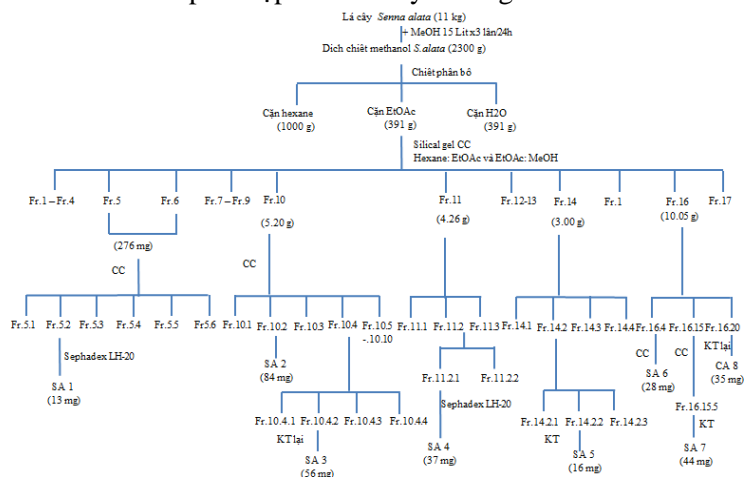 Lá cây Senna alata (11 kg)
+ MeOH 15 Lit x3 lần/24h
Dich chiết methanol S.alata (2300 g)
Chiết phân bố
Cặn hexane
(1000 g)
Cặn EtOAc
(391 g)
Cặn H2O
(391 g)
Silical gel CC
Hexane: EtOAc và EtOAc: MeOH
Fr.1 – Fr.4 Fr.5 Fr.6 Fr.7 – Fr.9 Fr.10 Fr.11 Fr.12-13 Fr.14 Fr.1 Fr.16 Fr.17
(276 mg) (5.20 g) (4.26 g) (3.00 g) (10.05 g)
CC CC
Fr.5.1 Fr.5.2 Fr.5.3 Fr.5.4 Fr.5.5 Fr.5.6 Fr.10.1 Fr.10.2 Fr.10.3 Fr.10.4 Fr.10.5 Fr.11.1 Fr.11.2 Fr.11.3 Fr.14.1 Fr.14.2 Fr.14.3 Fr.14.4 Fr.16.4 Fr.16.15 Fr.16.20
-.10.10
Sephadex LH-20 CC CC KT lại
SA 1
(13 mg)
SA 2
(84 mg)
Fr.11.2.1 Fr.11.2.2
SA 6
(28 mg)
CA 8
(35 mg)
Sephadex LH-20
Fr.16.15.5
Fr.10.4.1 Fr.10.4.2 Fr.10.4.3 Fr.10.4.4
Fr.14.2.1 Fr.14.2.2 Fr.14.2.3
KT lại KT KT
SA 3
(56 mg)
SA 4
(37 mg)
SA 5
(16 mg)
SA 7
(44 mg)